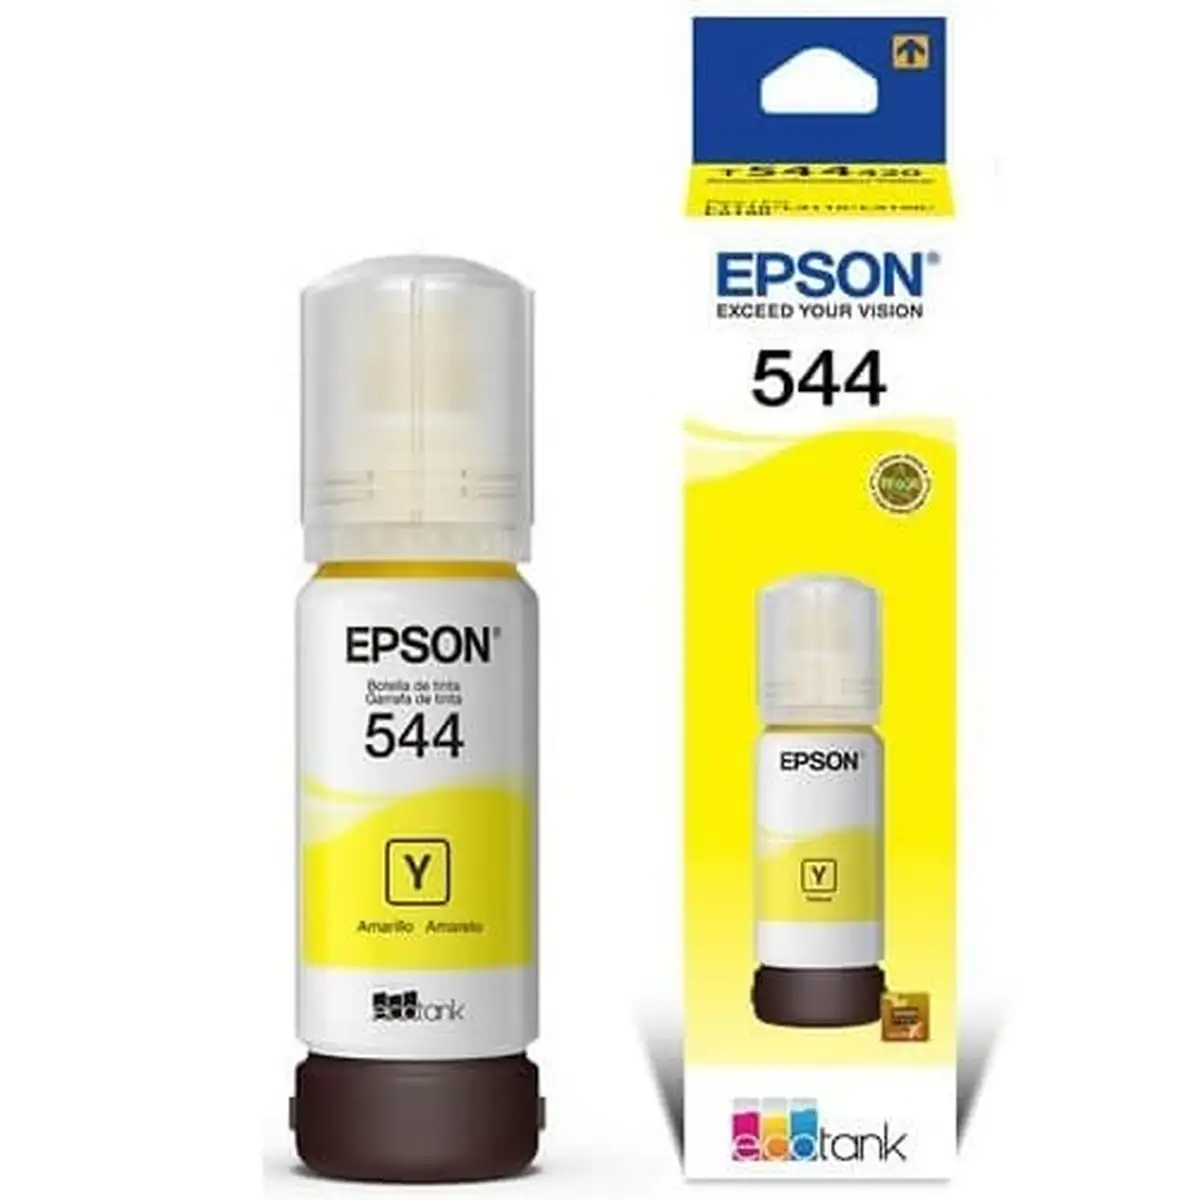 EPSON®
Botella de tinta
Garrafa de tinta
544
Y
Amarillo Amarelo
ecotank
T544420
EPSON®
EXCEED YOUR VISION
544
EPSON
Y
ecotank